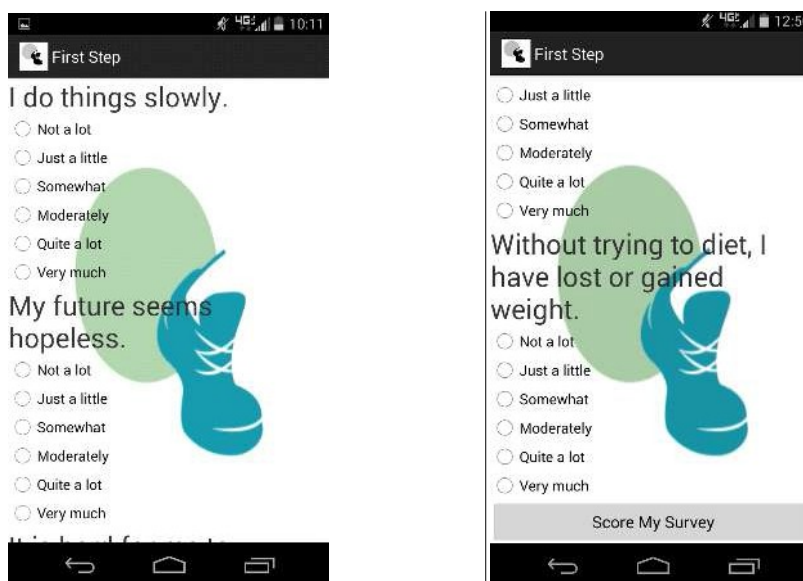 4G 10:11
First Step
I do things slowly.
Not a lot
Just a little
Somewhat
Moderately
Quite a lot
Very much
My future seems
hopeless.
Not a lot
Just a little
Somewhat
Moderately
Quite a lot
Very much
4G
First Step
Just a little
Somewhat
Moderately
Quite a lot
Very much
Without trying to diet, I
have lost or gained
weight.
Not a lot
Just a little
Somewhat
Moderately
Quite a lot
Very much
Score My Survey